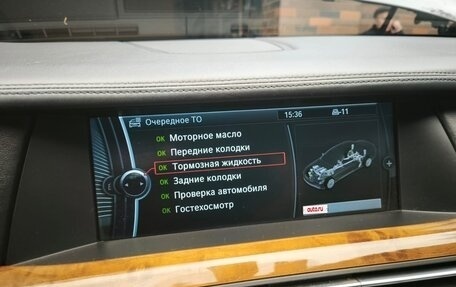 Очередное ТО 15:36 -11
OK Моторное масло
OK Передние колодки
OK Тормозная жидкость
OK Задние колодки
OK Проверка автомобиля
OK Гостехосмотр
auto.ru